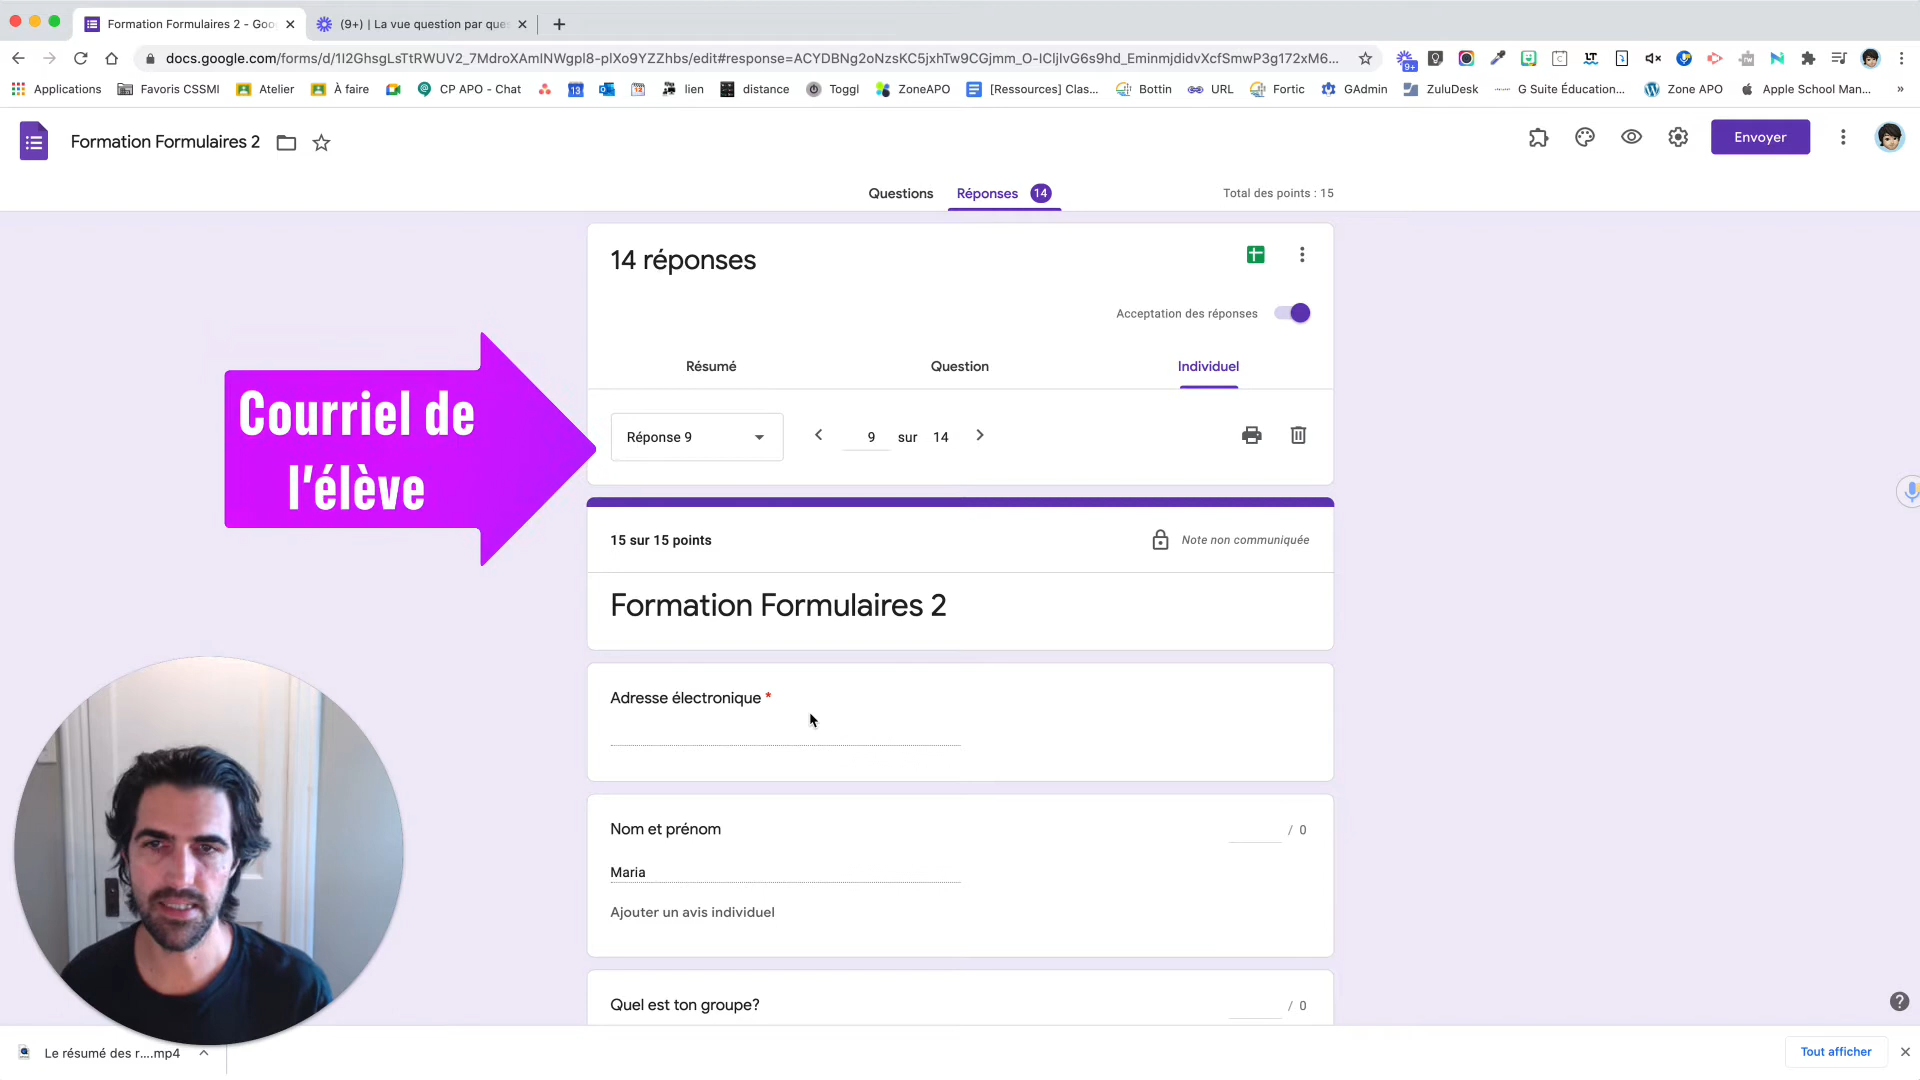 Formation Formulaires 2 - Goo
(9+) | La vue question par que
docs.google.com/forms/d/1I2GhsgLsTtRWUV2_7MdroXAmINWgpl8-plXo9YZZhbs/edit#response=ACYDBNg2oNzsKC5jxhTw9CGjmm_O-ICljIvG6s9hd_EminmjdidvXcfSmwP3g172xM6...
Applications
Favoris CSSMI
Atelier
À faire
CP APO - Chat
13
lien
distance
Toggl
ZoneAPO
[Ressources] Clas...
Bottin
URL
Fortic
GAdmin
ZuluDesk
G Suite Éducation...
Zone APO
Apple School Man...
»
9+
LT
Formation Formulaires 2
Envoyer
Questions
Réponses 14
Total des points : 15
14 réponses
Acceptation des réponses
Résumé
Question
Individuel
Courriel de
l'élève
Réponse 9
9 sur 14
15 sur 15 points
Note non communiquée
Formation Formulaires 2
Adresse électronique *
Nom et prénom
/ 0
Maria
Ajouter un avis individuel
Quel est ton groupe?
/ 0
Le résumé des r....mp4
Tout afficher